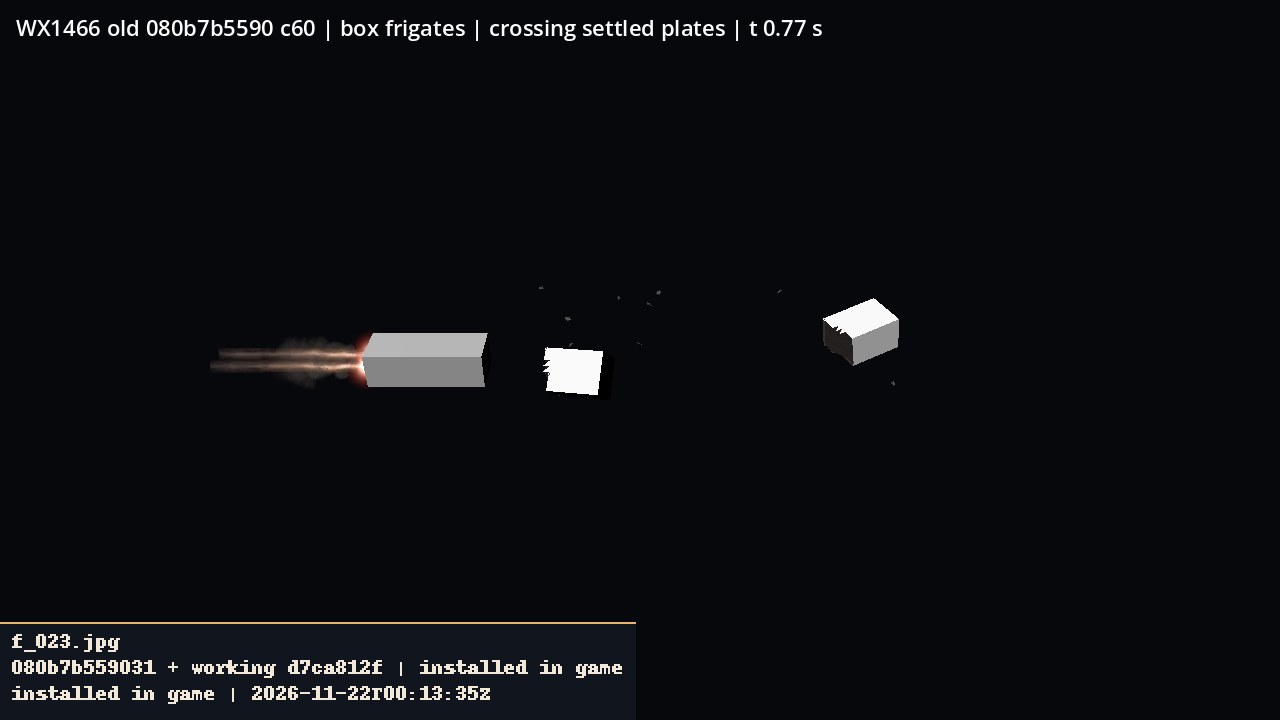 WX1466 old 080b7b5590 c60 | box frigates | crossing settled plates | t 0.77 s
f_023.jpg
080b7b559031 + working d7ca812f | installed in game
installed in game | 2026-11-22T00:13:35Z